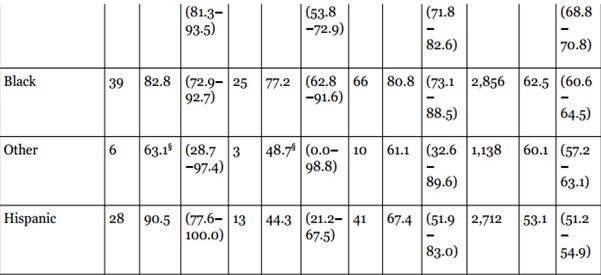 (81.3– (53.8 (71.8 (68.8
93.5) –72.9) – –
82.6) 70.8)
Black 39 82.8 (72.9– 25 77.2 (62.8 66 80.8 (73.1 2,856 62.5 (60.6
92.7) –91.6) – –
88.5) 64.5)
Other 6 63.1§ (28.7 3 48.7§ (0.0– 10 61.1 (32.6 1,138 60.1 (57.2
–97.4) 98.8) – –
89.6) 63.1)
Hispanic 28 90.5 (77.6– 13 44.3 (21.2– 41 67.4 (51.9 2,712 53.1 (51.2
100.0) 67.5) – –
83.0) 54.9)